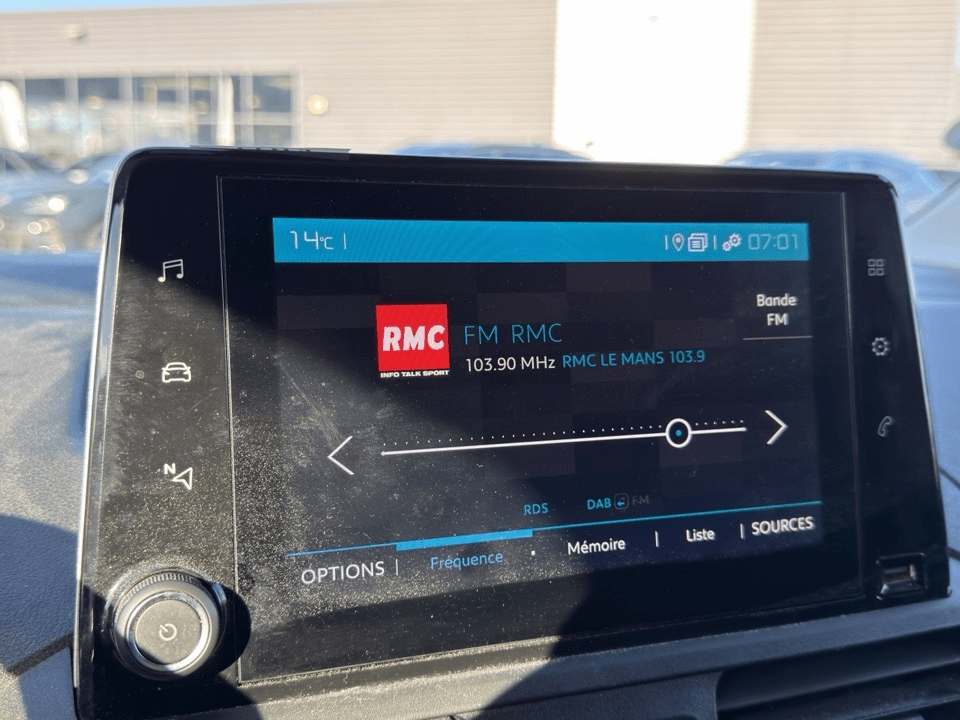 14°C
07:01
Bande
FM
RMC
INFO TALK SPORT
FM RMC
103.90 MHz RMC LE MANS 103.9
N
RDS DAB FM
OPTIONS Fréquence Mémoire Liste SOURCES